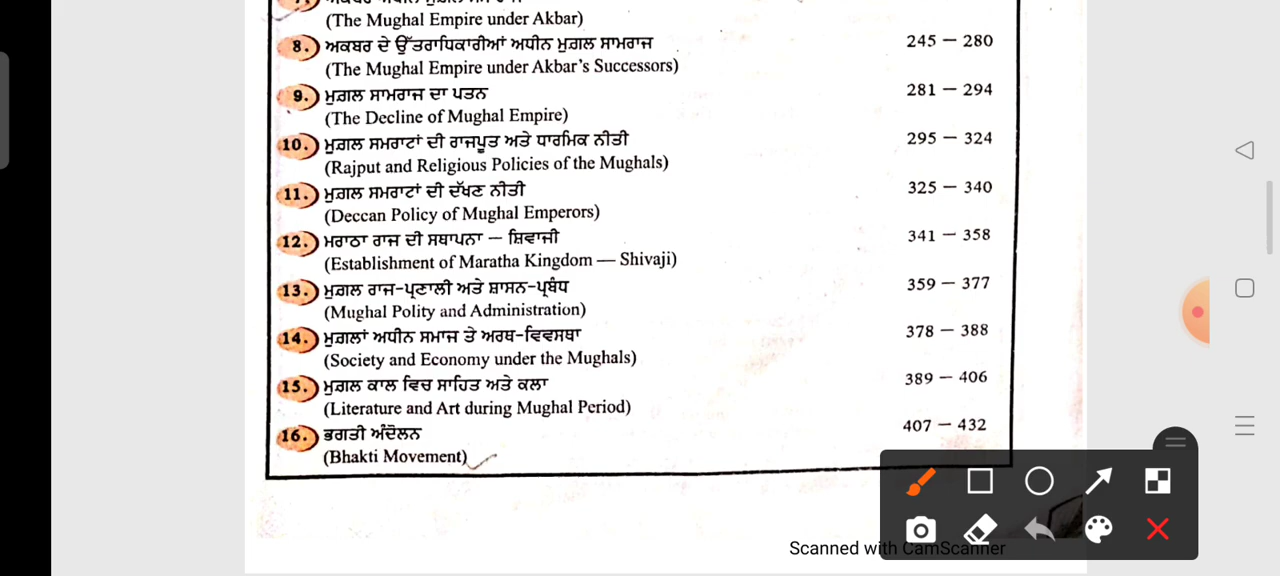 (The Mughal Empire under Akbar)
8. ਅਕਬਰ ਦੇ ਉੱਤਰਾਧਿਕਾਰੀਆਂ ਅਧੀਨ ਮੁਗ਼ਲ ਸਾਮਰਾਜ 245 — 280
(The Mughal Empire under Akbar's Successors)
9. ਮੁਗ਼ਲ ਸਾਮਰਾਜ ਦਾ ਪਤਨ 281 — 294
(The Decline of Mughal Empire)
10. ਮੁਗ਼ਲ ਸਮਰਾਟਾਂ ਦੀ ਰਾਜਪੂਤ ਅਤੇ ਧਾਰਮਿਕ ਨੀਤੀ 295 — 324
(Rajput and Religious Policies of the Mughals)
11. ਮੁਗ਼ਲ ਸਮਰਾਟਾਂ ਦੀ ਦੱਖਣ ਨੀਤੀ 325 — 340
(Deccan Policy of Mughal Emperors)
12. ਮਰਾਠਾ ਰਾਜ ਦੀ ਸਥਾਪਨਾ — ਸ਼ਿਵਾਜੀ 341 — 358
(Establishment of Maratha Kingdom — Shivaji)
13. ਮੁਗ਼ਲ ਰਾਜ-ਪ੍ਰਣਾਲੀ ਅਤੇ ਸ਼ਾਸਨ-ਪ੍ਰਬੰਧ 359 — 377
(Mughal Polity and Administration)
14. ਮੁਗ਼ਲਾਂ ਅਧੀਨ ਸਮਾਜ ਤੇ ਅਰਥ-ਵਿਵਸਥਾ 378 — 388
(Society and Economy under the Mughals)
15. ਮੁਗ਼ਲ ਕਾਲ ਵਿਚ ਸਾਹਿਤ ਅਤੇ ਕਲਾ 389 — 406
(Literature and Art during Mughal Period)
16. ਭਗਤੀ ਅੰਦੋਲਨ 407 — 432
(Bhakti Movement)
Scanned with CamScanner